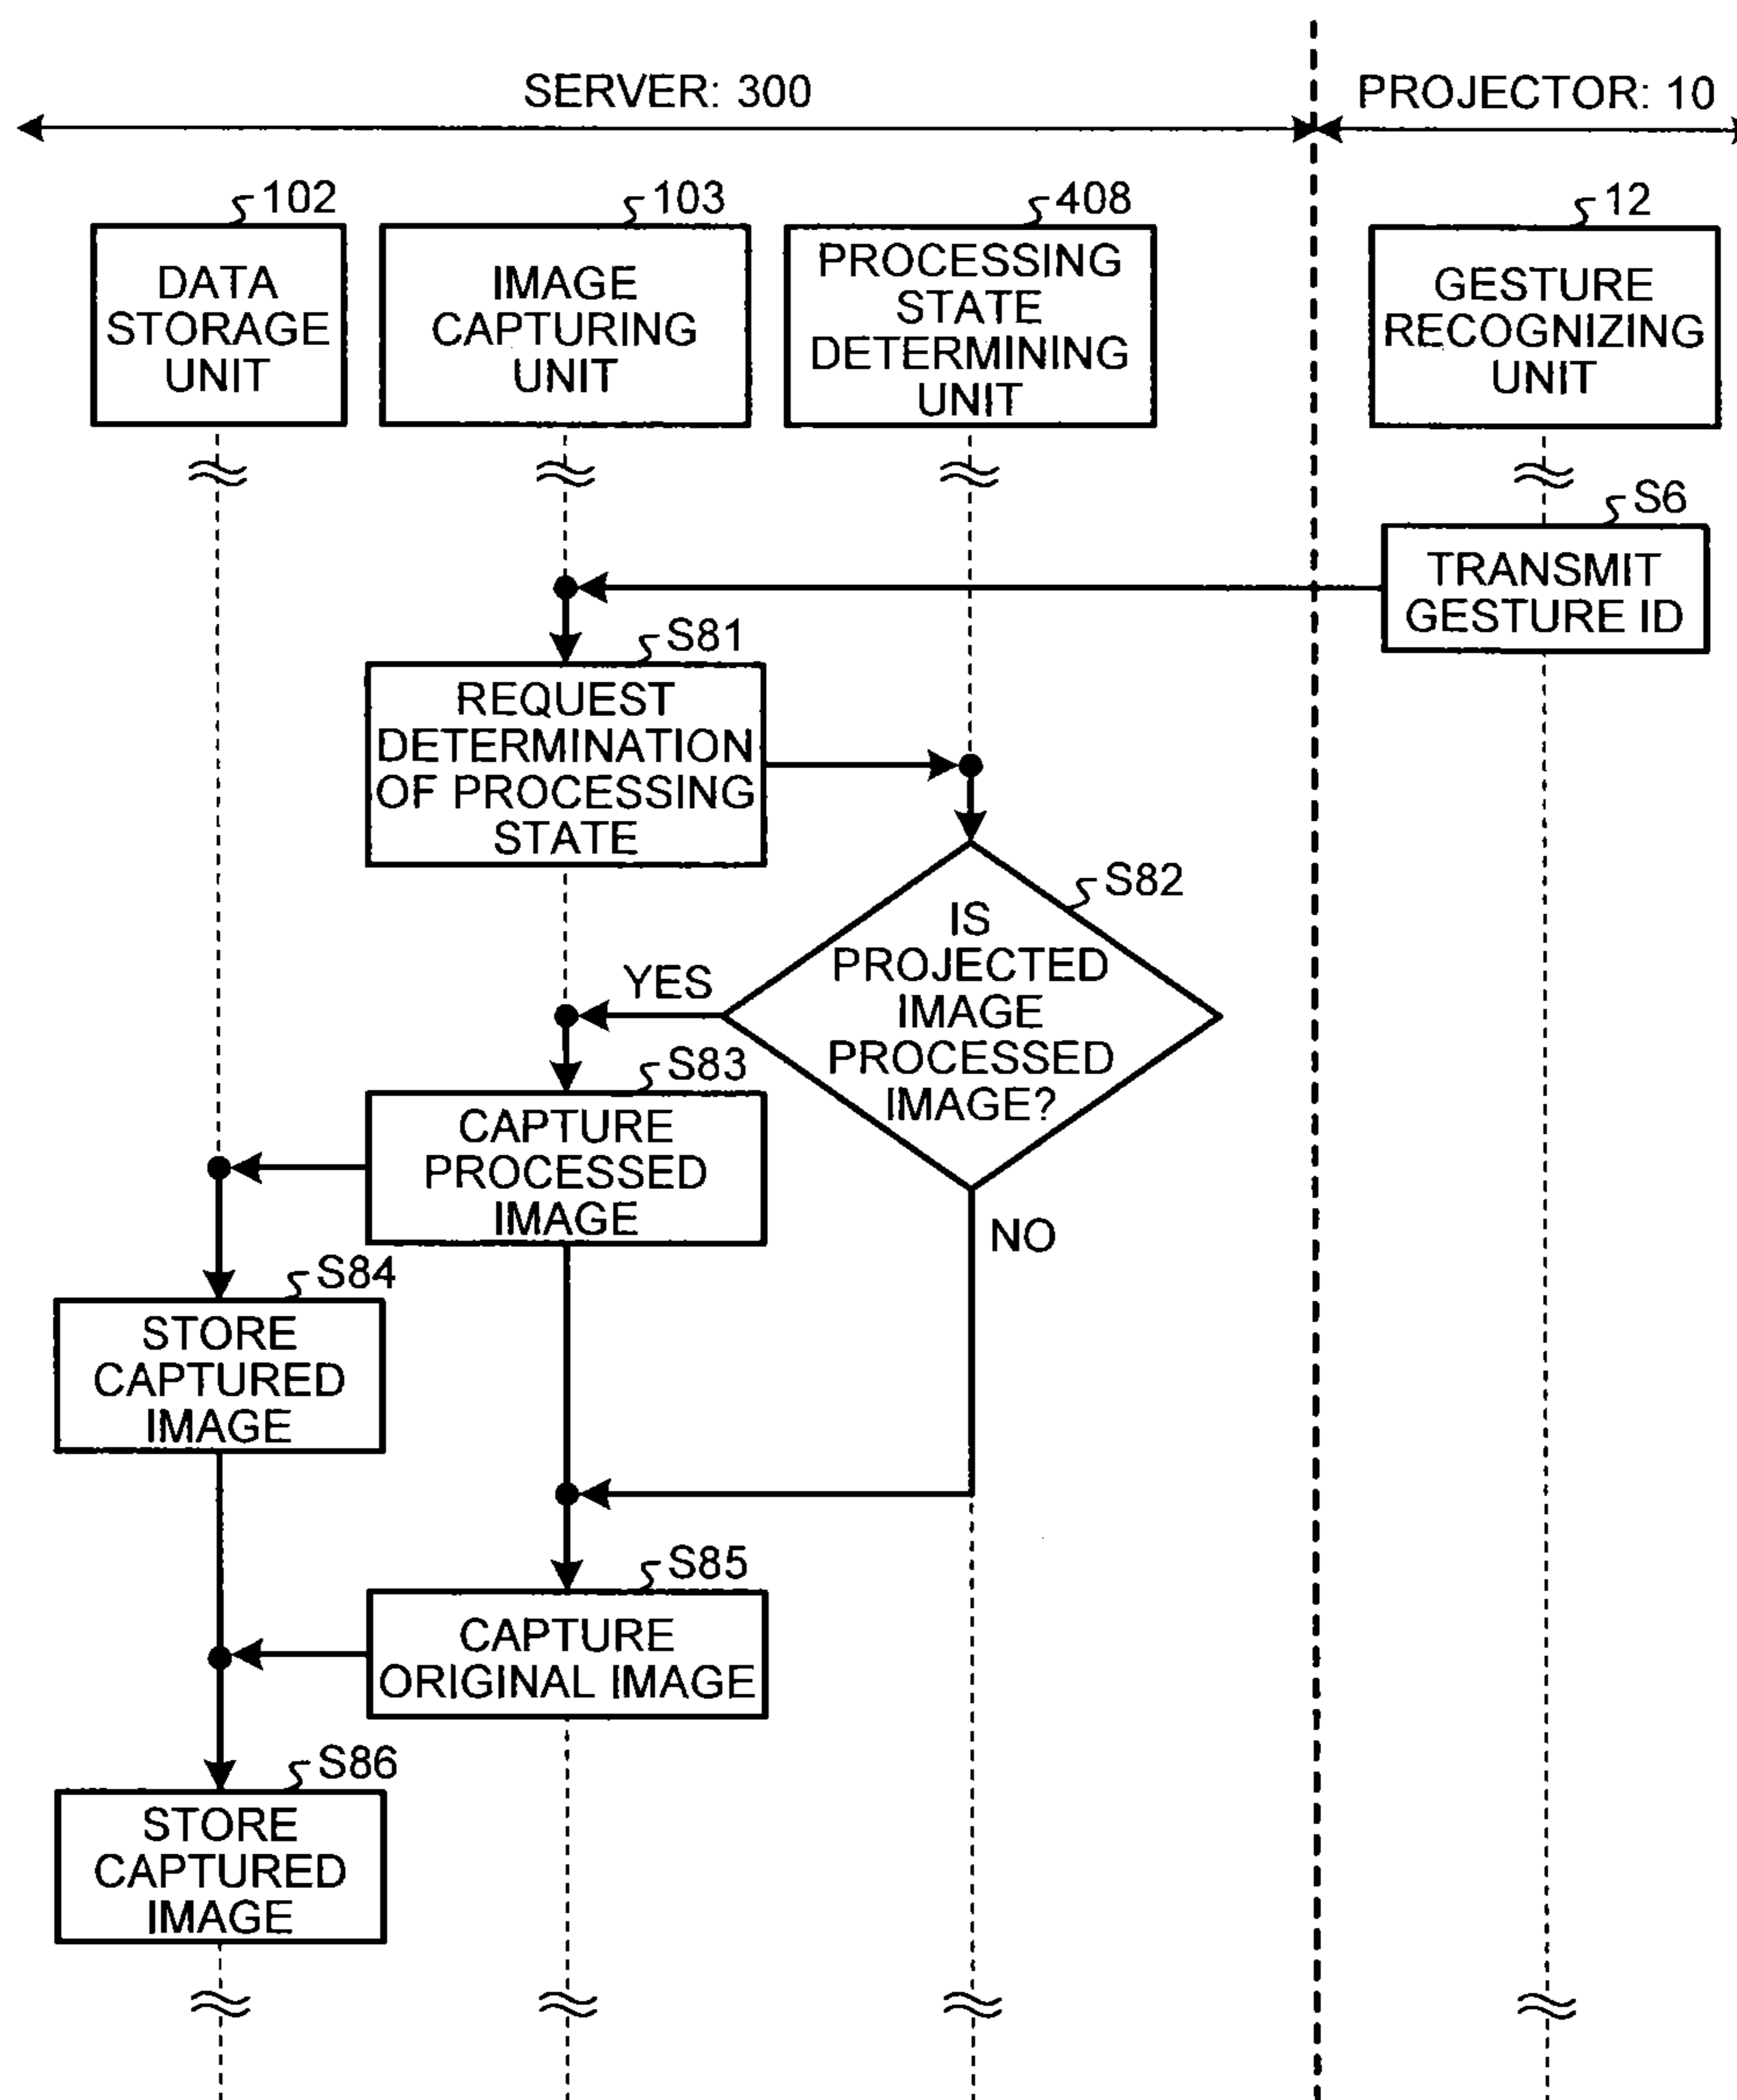 SERVER: 300
PROJECTOR: 10
102
103
408
12
DATA
STORAGE
UNIT
IMAGE
CAPTURING
UNIT
PROCESSING
STATE
DETERMINING
UNIT
GESTURE
RECOGNIZING
UNIT
S6
TRANSMIT
GESTURE ID
S81
REQUEST
DETERMINATION
OF PROCESSING
STATE
S82
IS
PROJECTED
IMAGE
PROCESSED
IMAGE?
YES
NO
S83
CAPTURE
PROCESSED
IMAGE
S84
STORE
CAPTURED
IMAGE
S85
CAPTURE
ORIGINAL IMAGE
S86
STORE
CAPTURED
IMAGE